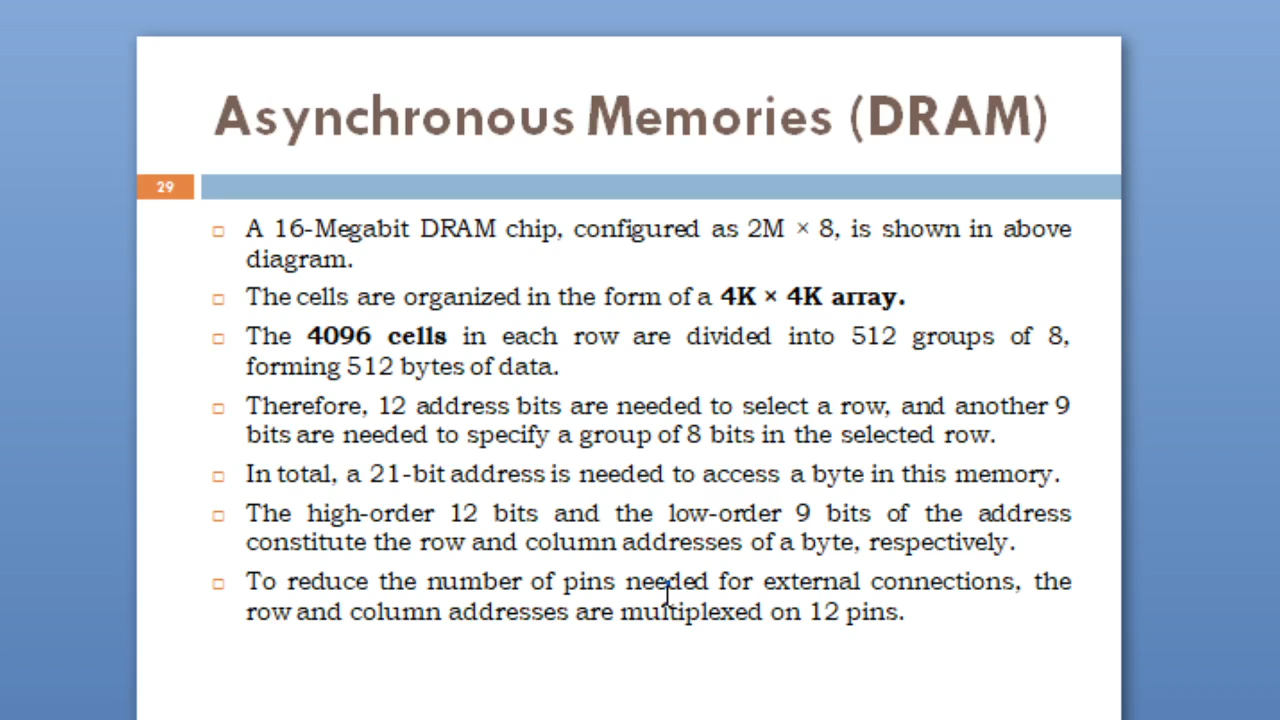 Asynchronous Memories (DRAM)
29
A 16-Megabit DRAM chip, configured as 2M × 8, is shown in above
diagram.
The cells are organized in the form of a 4K × 4K array.
The 4096 cells in each row are divided into 512 groups of 8,
forming 512 bytes of data.
Therefore, 12 address bits are needed to select a row, and another 9
bits are needed to specify a group of 8 bits in the selected row.
In total, a 21-bit address is needed to access a byte in this memory.
The high-order 12 bits and the low-order 9 bits of the address
constitute the row and column addresses of a byte, respectively.
To reduce the number of pins needed for external connections, the
row and column addresses are multiplexed on 12 pins.